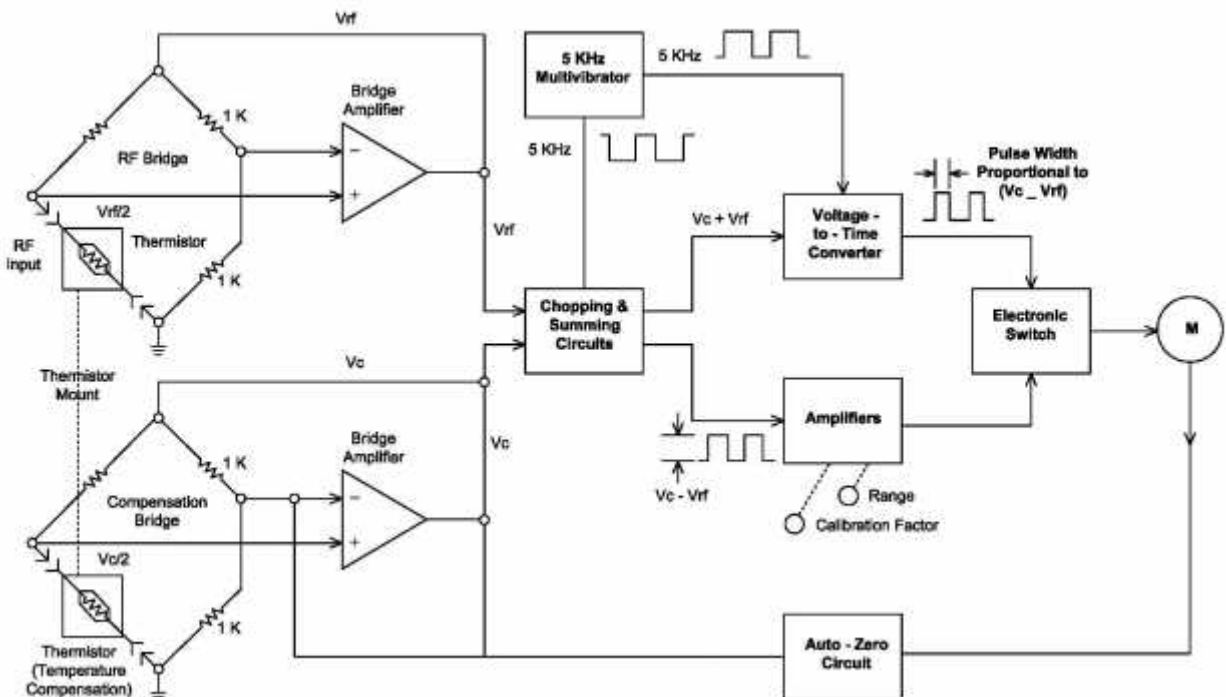 Vrf
1 K
RF Bridge
Bridge
Amplifier
−
+
Vrf/2
RF
Input
Thermistor
1 K
Vrf
5 KHz
Multivibrator
5 KHz
5 KHz
Pulse Width
Proportional to
(Vc _ Vrf)
Vc + Vrf
Voltage -
to - Time
Converter
Chopping &
Summing
Circuits
Electronic
Switch
M
Thermistor
Mount
Vc
1 K
Compensation
Bridge
Bridge
Amplifier
−
+
Vc
Vc/2
1 K
Thermistor
(Temperature
Compensation)
Vc - Vrf
Amplifiers
Range
Calibration Factor
Auto - Zero
Circuit